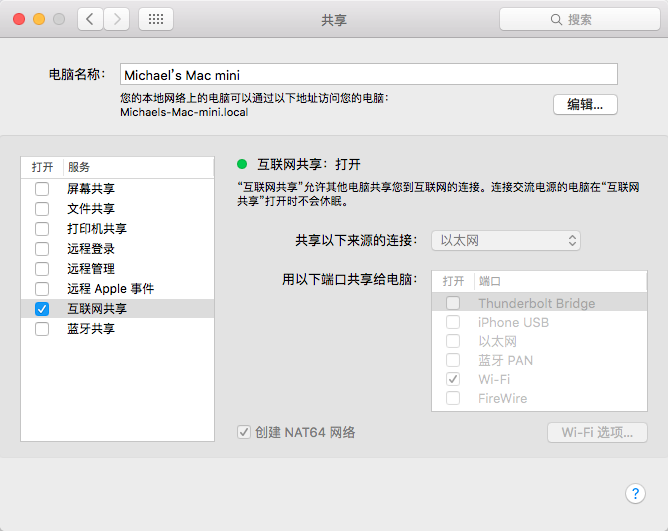 共享
搜索
电脑名称：
Michael's Mac mini
您的本地网络上的电脑可以通过以下地址访问您的电脑：
Michaels-Mac-mini.local
编辑...
打开 服务
屏幕共享
文件共享
打印机共享
远程登录
远程管理
远程 Apple 事件
互联网共享
蓝牙共享
互联网共享：打开
“互联网共享”允许其他电脑共享您到互联网的连接。连接交流电源的电脑在“互联网
共享”打开时不会休眠。
共享以下来源的连接： 以太网
用以下端口共享给电脑：
打开 端口
Thunderbolt Bridge
iPhone USB
以太网
蓝牙 PAN
Wi-Fi
FireWire
创建 NAT64 网络
Wi-Fi 选项...
?